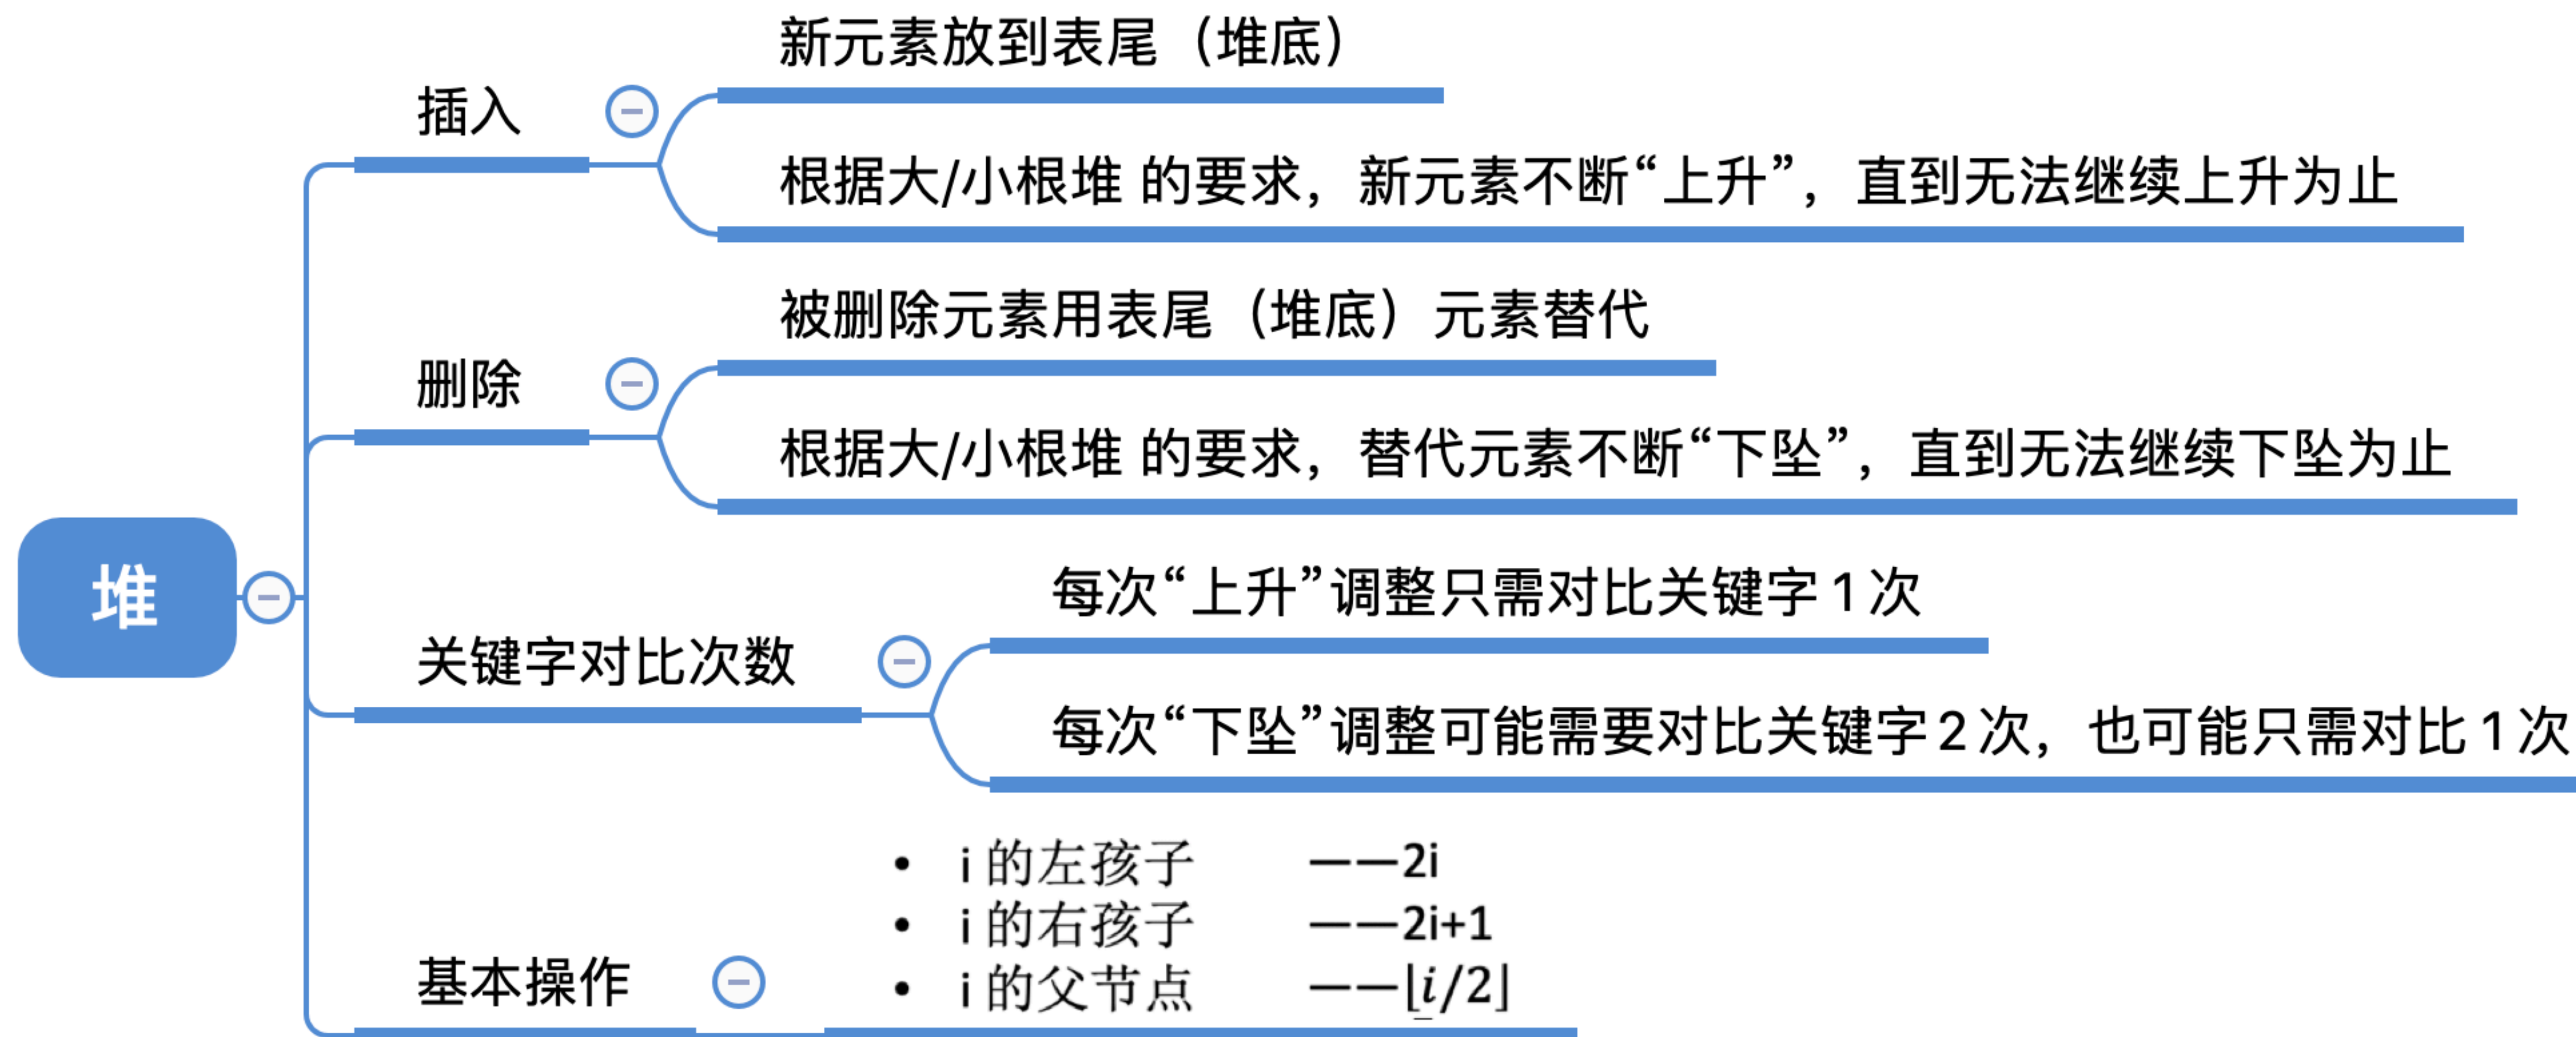 堆
插入
新元素放到表尾（堆底）
根据大/小根堆 的要求，新元素不断“上升”，直到无法继续上升为止
删除
被删除元素用表尾（堆底）元素替代
根据大/小根堆 的要求，替代元素不断“下坠”，直到无法继续下坠为止
关键字对比次数
每次“上升”调整只需对比关键字1次
每次“下坠”调整可能需要对比关键字2次，也可能只需对比1次
基本操作
• i 的左孩子 ——2i
• i 的右孩子 ——2i+1
• i 的父节点 ——⌊i/2⌋